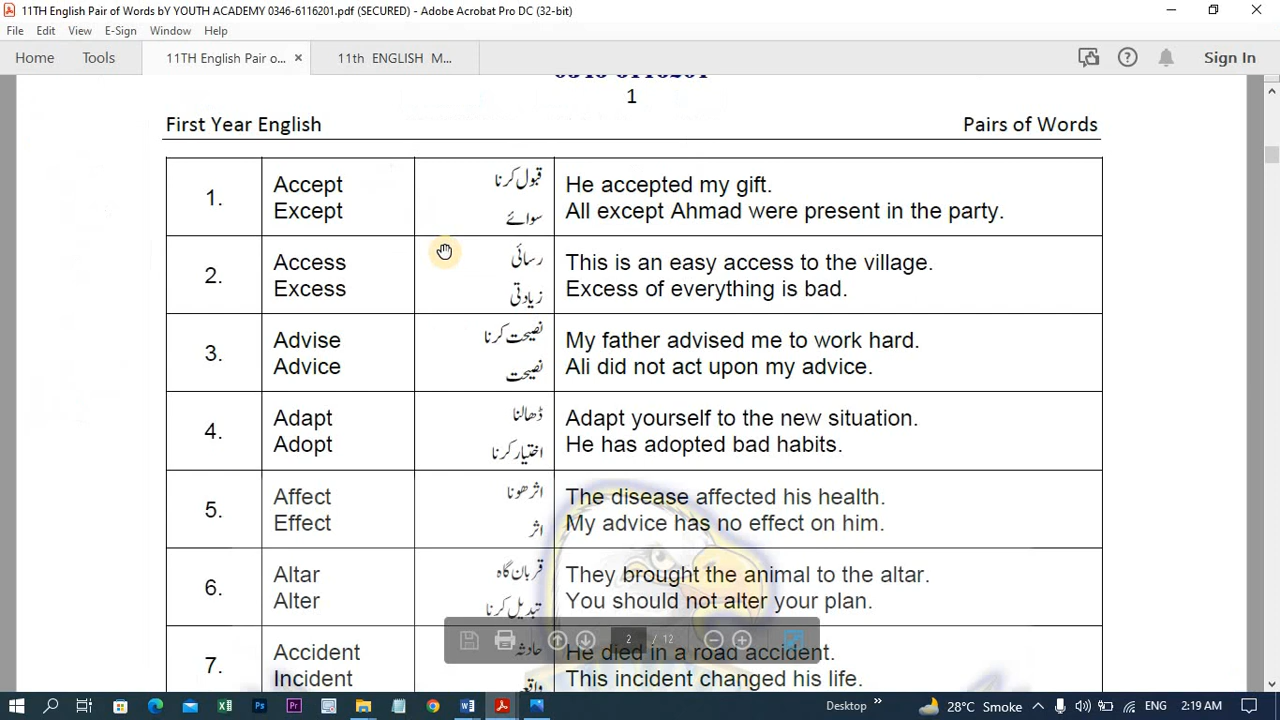 11TH English Pair of Words by YOUTH ACADEMY 0346-6116201.pdf (SECURED) - Adobe Acrobat Pro DC (32-bit)
File Edit View E-Sign Window Help
Home Tools 11TH English Pair o... × 11th ENGLISH M... Sign In
0346-6116201
1
First Year English Pairs of Words
1. Accept قبول کرنا He accepted my gift.
Except سوائے All except Ahmad were present in the party.
2. Access رسائی This is an easy access to the village.
Excess زیادتی Excess of everything is bad.
3. Advise نصیحت کرنا My father advised me to work hard.
Advice نصیحت Ali did not act upon my advice.
4. Adapt ڈھالنا Adapt yourself to the new situation.
Adopt اختیار کرنا He has adopted bad habits.
5. Affect اثر ھونا The disease affected his health.
Effect اثر My advice has no effect on him.
6. Altar قربان گاہ They brought the animal to the altar.
Alter تبدیل کرنا You should not alter your plan.
2 / 12
7. Accident حادثہ He died in a road accident.
Incident واقعہ This incident changed his life.
Desktop 28°C Smoke ENG 2:19 AM